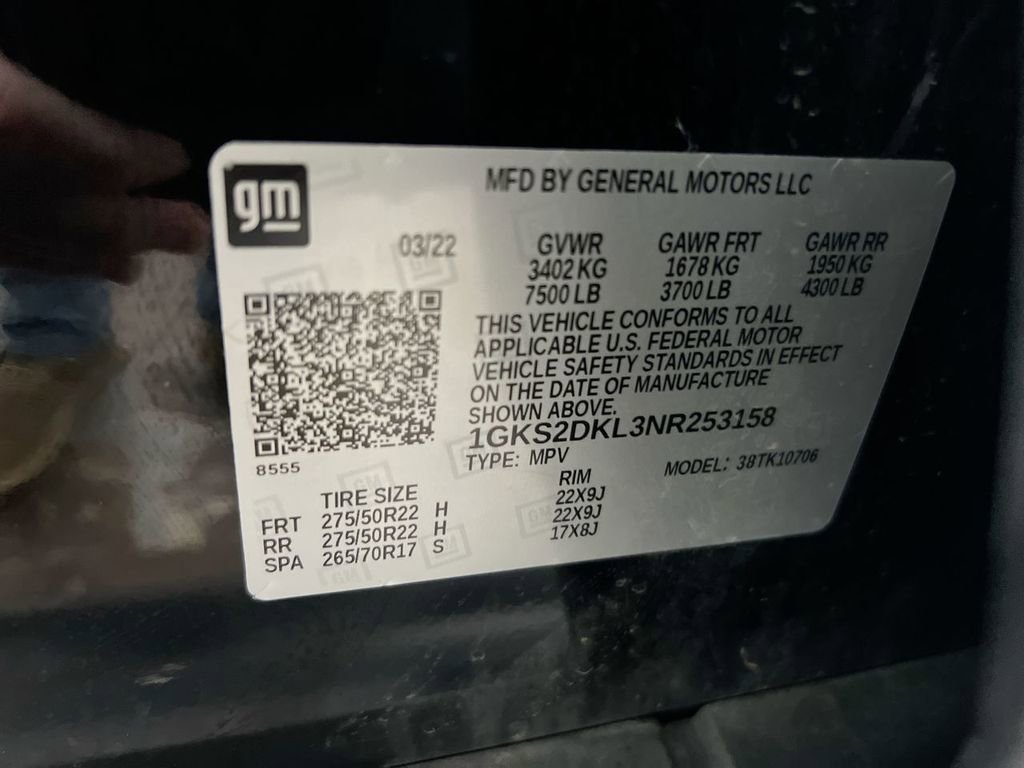 gm
MFD BY GENERAL MOTORS LLC
03/22
GVWR GAWR FRT GAWR RR
3402 KG 1678 KG 1950 KG
7500 LB 3700 LB 4300 LB
THIS VEHICLE CONFORMS TO ALL
APPLICABLE U.S. FEDERAL MOTOR
VEHICLE SAFETY STANDARDS IN EFFECT
ON THE DATE OF MANUFACTURE
SHOWN ABOVE.
1GKS2DKL3NR253158
8555
TYPE: MPV MODEL: 38TK10706
TIRE SIZE RIM
FRT 275/50R22 H 22X9J
RR 275/50R22 H 22X9J
SPA 265/70R17 S 17X8J